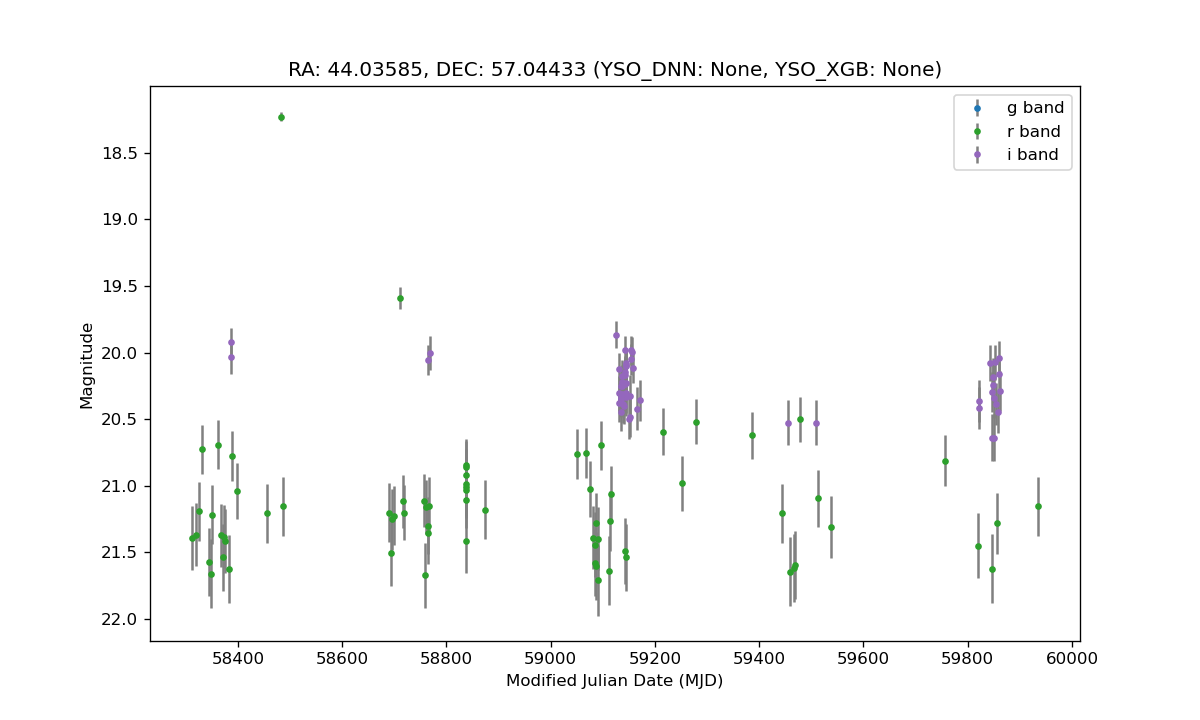 RA: 44.03585, DEC: 57.04433 (YSO_DNN: None, YSO_XGB: None)
g band
r band
i band
18.5
19.0
19.5
20.0
20.5
21.0
21.5
22.0
Magnitude
58400 58600 58800 59000 59200 59400 59600 59800 60000
Modified Julian Date (MJD)